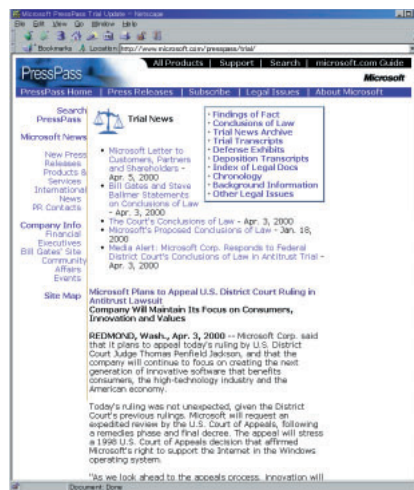 Microsoft PressPass Trial Update - Netscape
File Edit View Go Window Help
Bookmarks Location: http://www.microsoft.com/presspass/trial/
All Products | Support | Search | microsoft.com Guide
PressPass
Microsoft
PressPass Home | Press Releases | Subscribe | Legal Issues | About Microsoft
Search
PressPass
Microsoft News
New Press
Releases
Products &
Services
International
News
PR Contacts
Company Info
Financial
Executives
Bill Gates' Site
Community
Affairs
Events
Site Map
Trial News
• Microsoft Letter to
Customers, Partners
and Shareholders -
Apr. 5, 2000
• Bill Gates and Steve
Ballmer Statements
on Conclusions of Law
- Apr. 3, 2000
• The Court's Conclusions of Law - Apr. 3, 2000
• Microsoft's Proposed Conclusions of Law - Jan. 18,
2000
• Media Alert: Microsoft Corp. Responds to Federal
District Court's Conclusions of Law in Antitrust Trial -
Apr. 3, 2000
· Findings of Fact
· Conclusions of Law
· Trial News Archive
· Trial Transcripts
· Defense Exhibits
· Deposition Transcripts
· Index of Legal Docs
· Chronology
· Background Information
· Other Legal Issues
Microsoft Plans to Appeal U.S. District Court Ruling in
Antitrust Lawsuit
Company Will Maintain Its Focus on Consumers,
Innovation and Values
REDMOND, Wash., Apr. 3, 2000 -- Microsoft Corp. said
that it plans to appeal today's ruling by U.S. District
Court Judge Thomas Penfield Jackson, and that the
company will continue to focus on creating the next
generation of innovative software that benefits
consumers, the high-technology industry and the
American economy.
Today's ruling was not unexpected, given the District
Court's previous rulings. Microsoft will request an
expedited review by the U.S. Court of Appeals, following
a remedies phase and final decree. The appeal will stress
a 1998 U.S. Court of Appeals decision that affirmed
Microsoft's right to support the Internet in the Windows
operating system.
"As we look ahead to the appeals process, innovation will
Document: Done